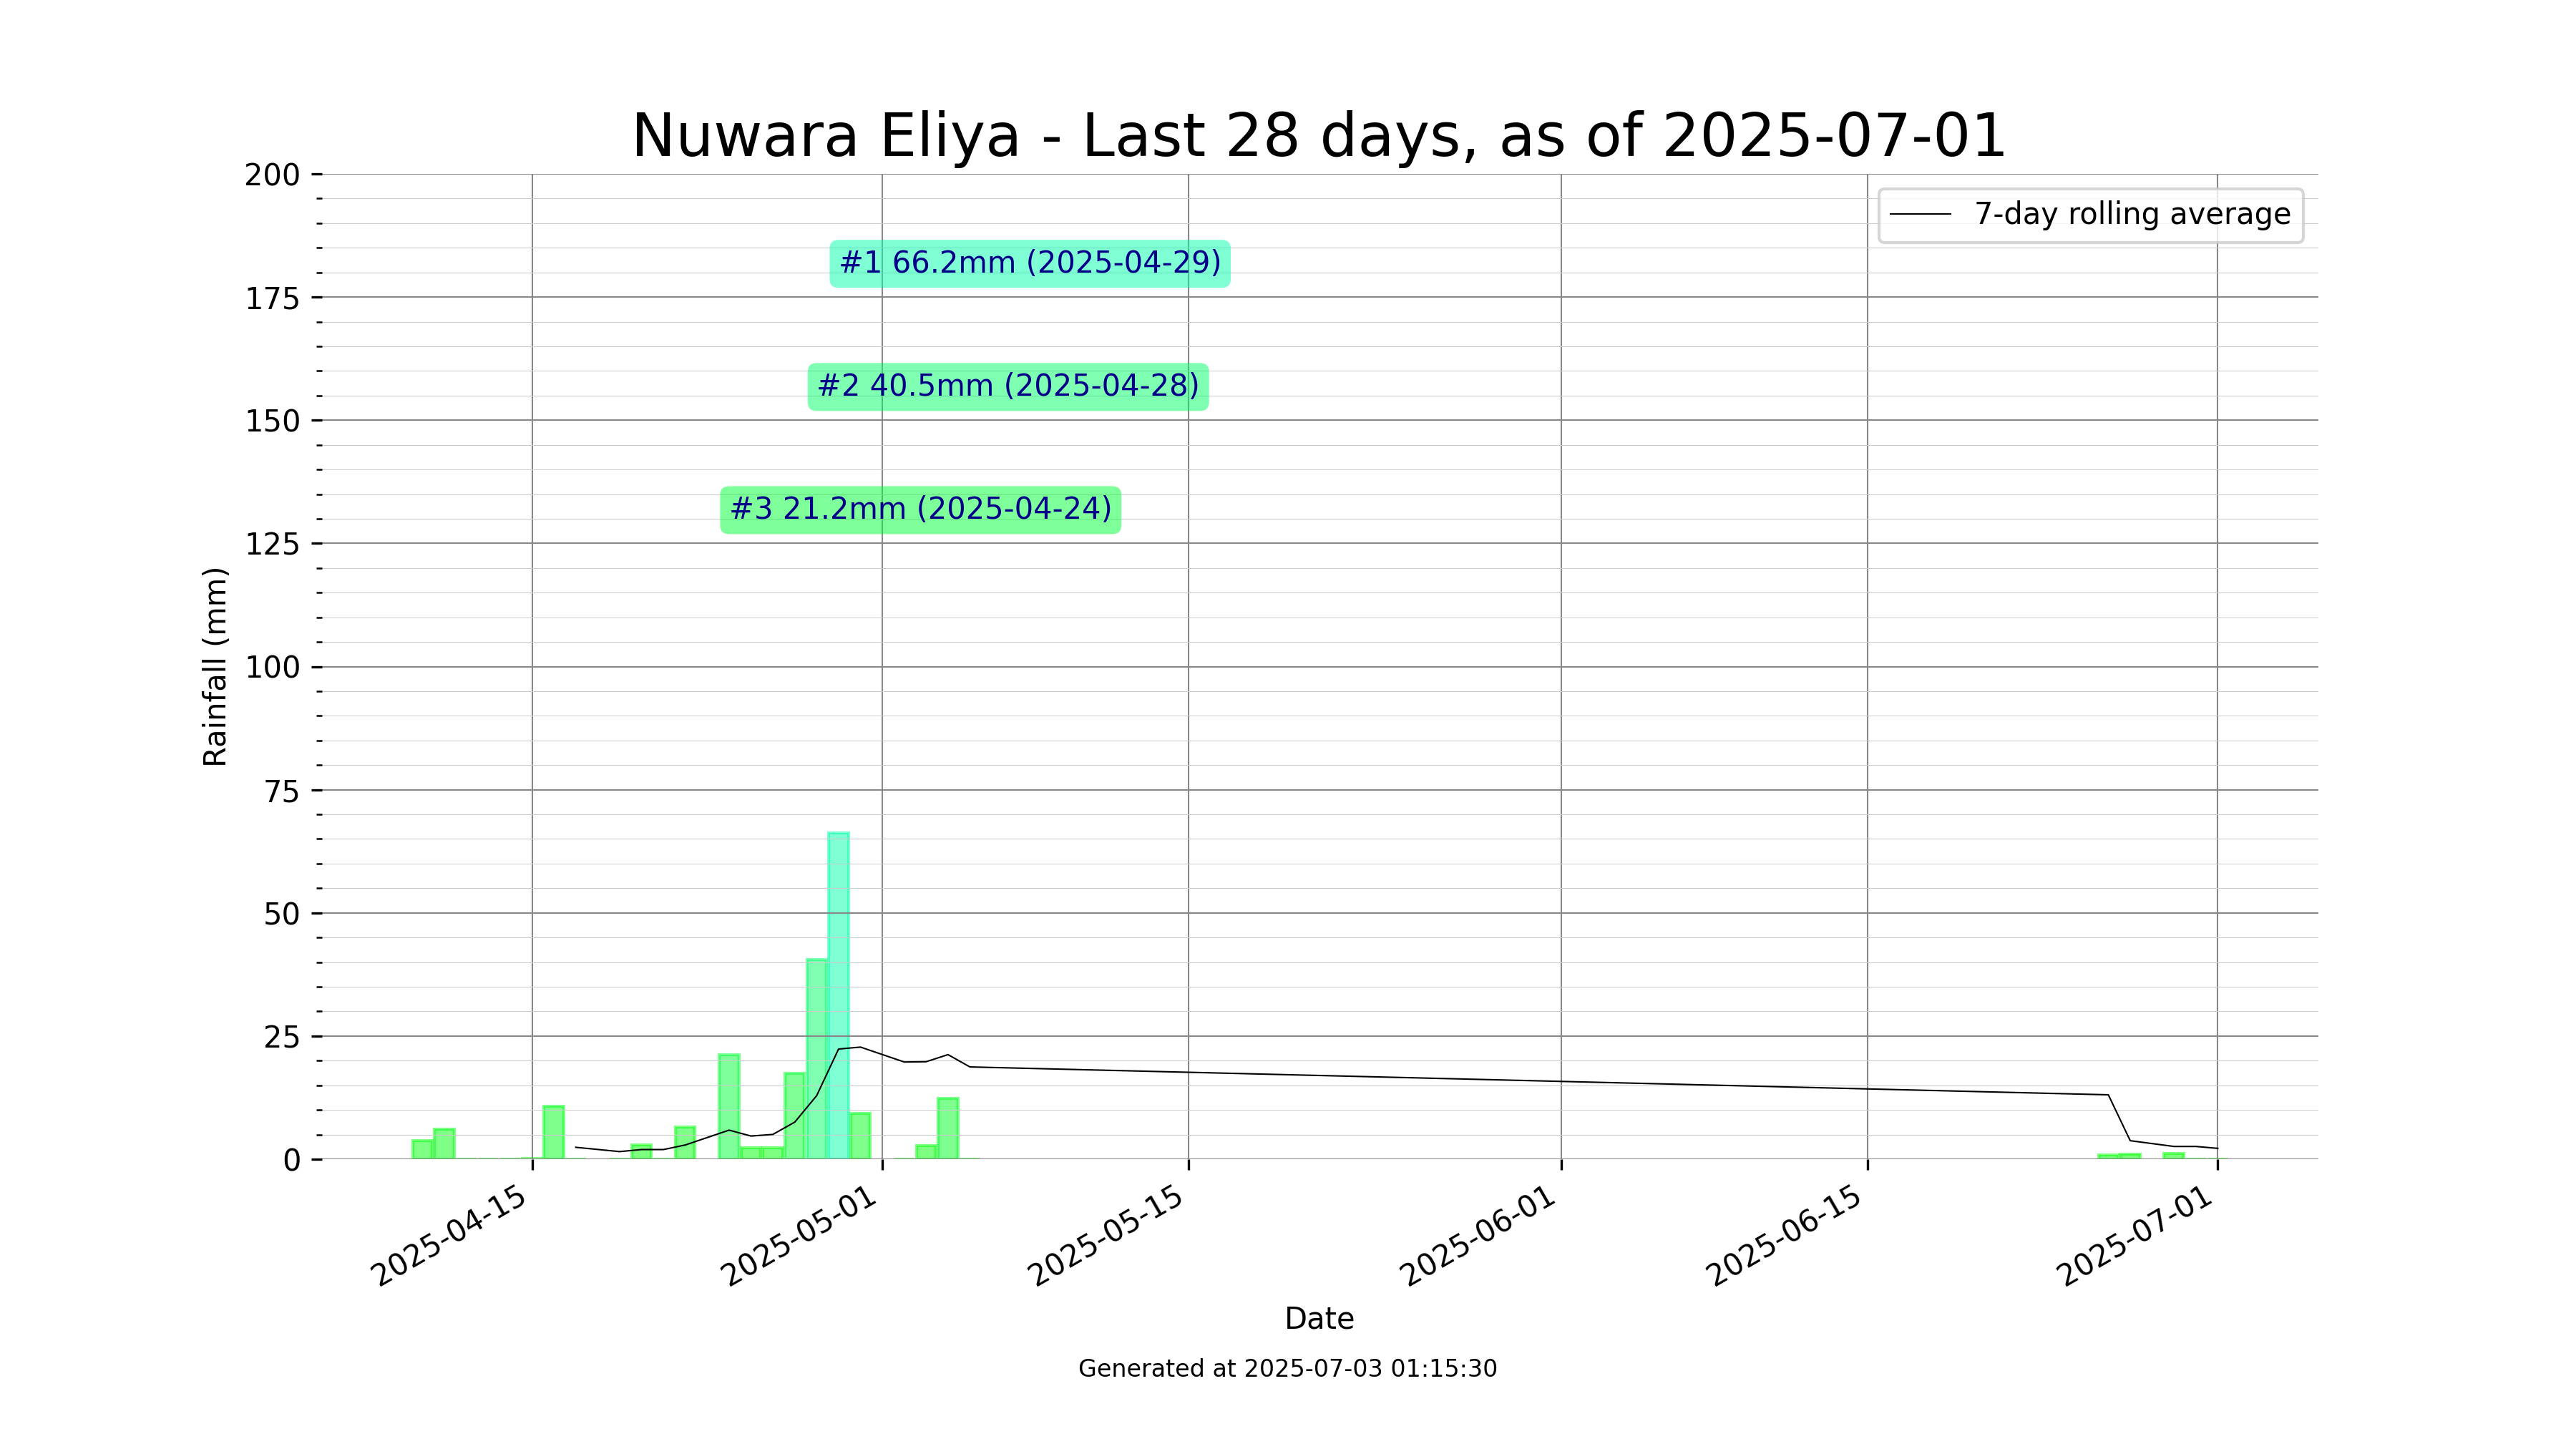 Nuwara Eliya - Last 28 days, as of 2025-07-01
200
175
150
125
100
75
50
25
0
Rainfall (mm)
7-day rolling average
#1 66.2mm (2025-04-29)
#2 40.5mm (2025-04-28)
#3 21.2mm (2025-04-24)
2025-04-15
2025-05-01
2025-05-15
2025-06-01
2025-06-15
2025-07-01
Date
Generated at 2025-07-03 01:15:30